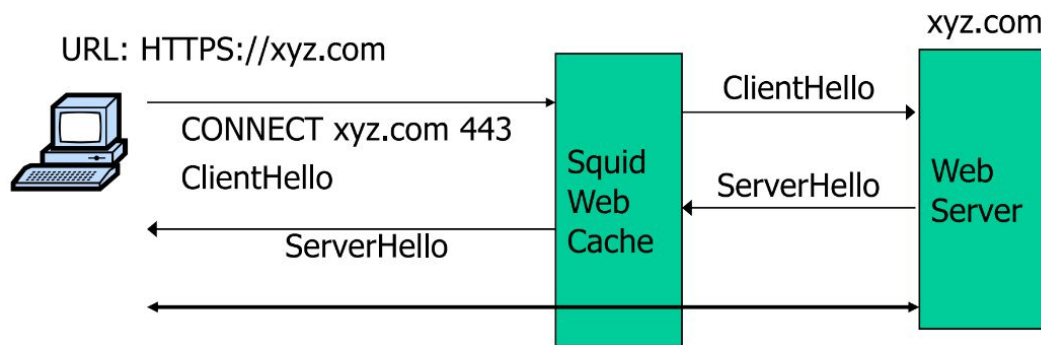 xyz.com
URL: HTTPS://xyz.com
CONNECT xyz.com 443
ClientHello
ServerHello
Squid
Web
Cache
ClientHello
ServerHello
Web
Server